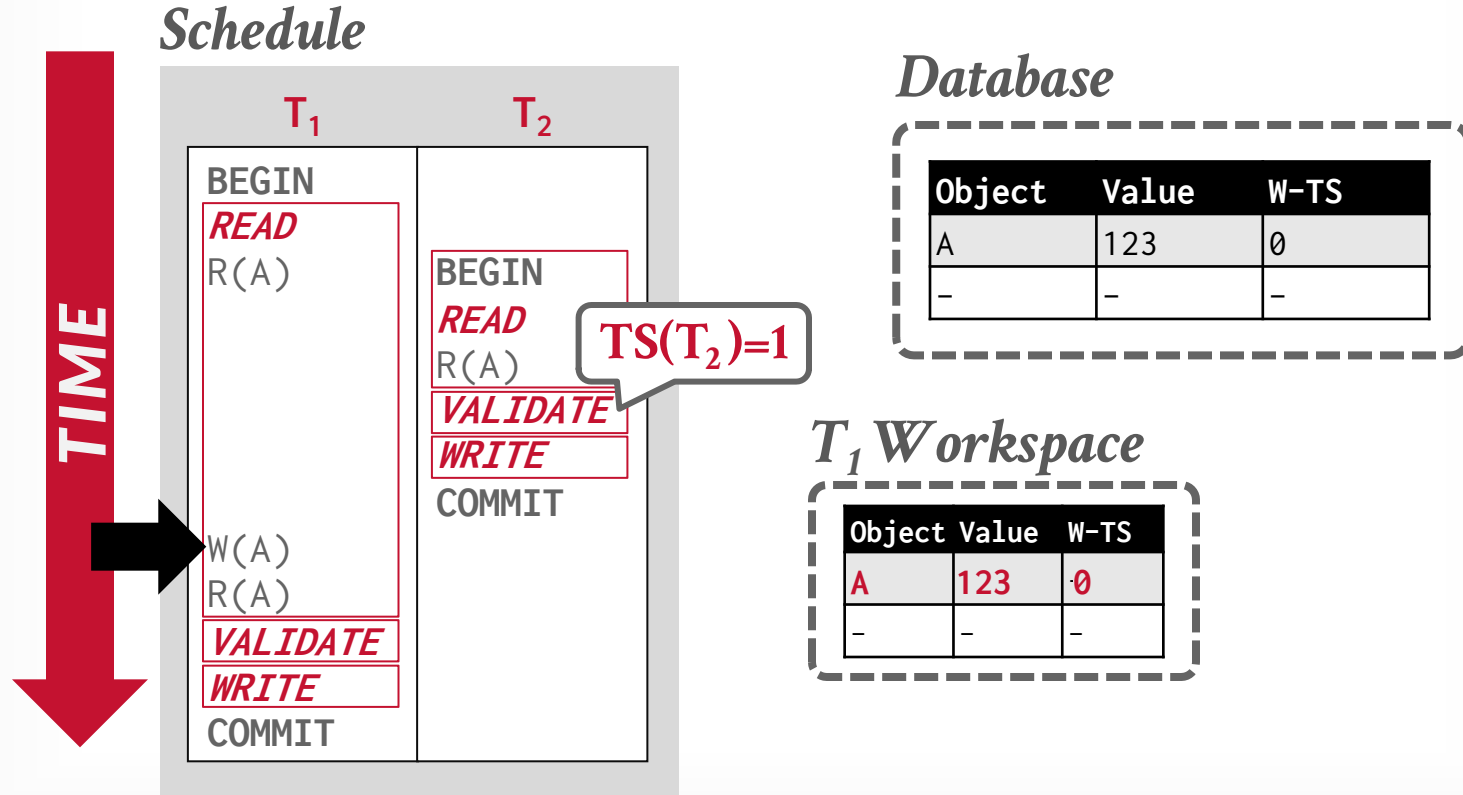 Schedule
TIME
T1 T2
BEGIN
READ
R(A)
W(A)
R(A)
VALIDATE
WRITE
COMMIT
BEGIN
READ
R(A)
VALIDATE
WRITE
COMMIT
TS(T2)=1
Database
Object Value W-TS
A 123 0
- - -
T1 Workspace
Object Value W-TS
A 123 0
- - -